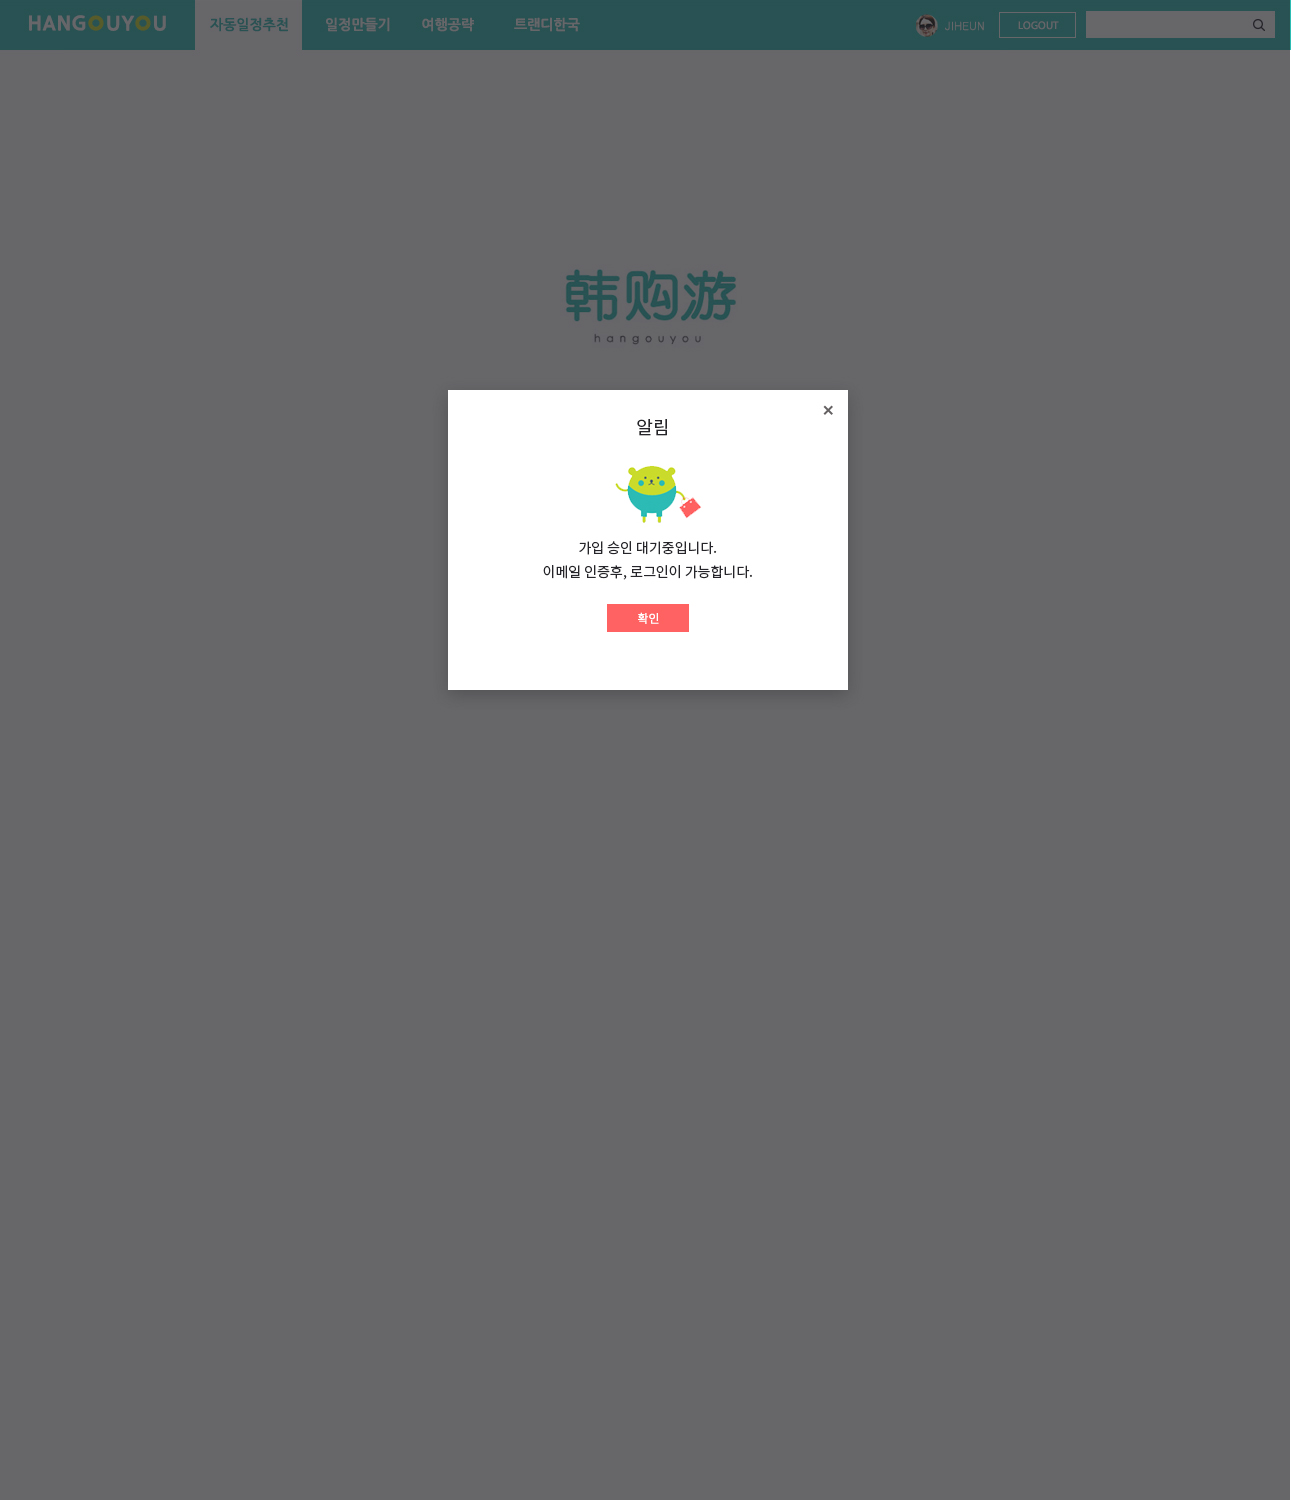 HANGOUYOU 자동일정추천 일정만들기 여행공략 트랜디한국 JIHEUN LOGOUT
韩购游
hangouyou
×
알림
가입 승인 대기중입니다.
이메일 인증후, 로그인이 가능합니다.
확인